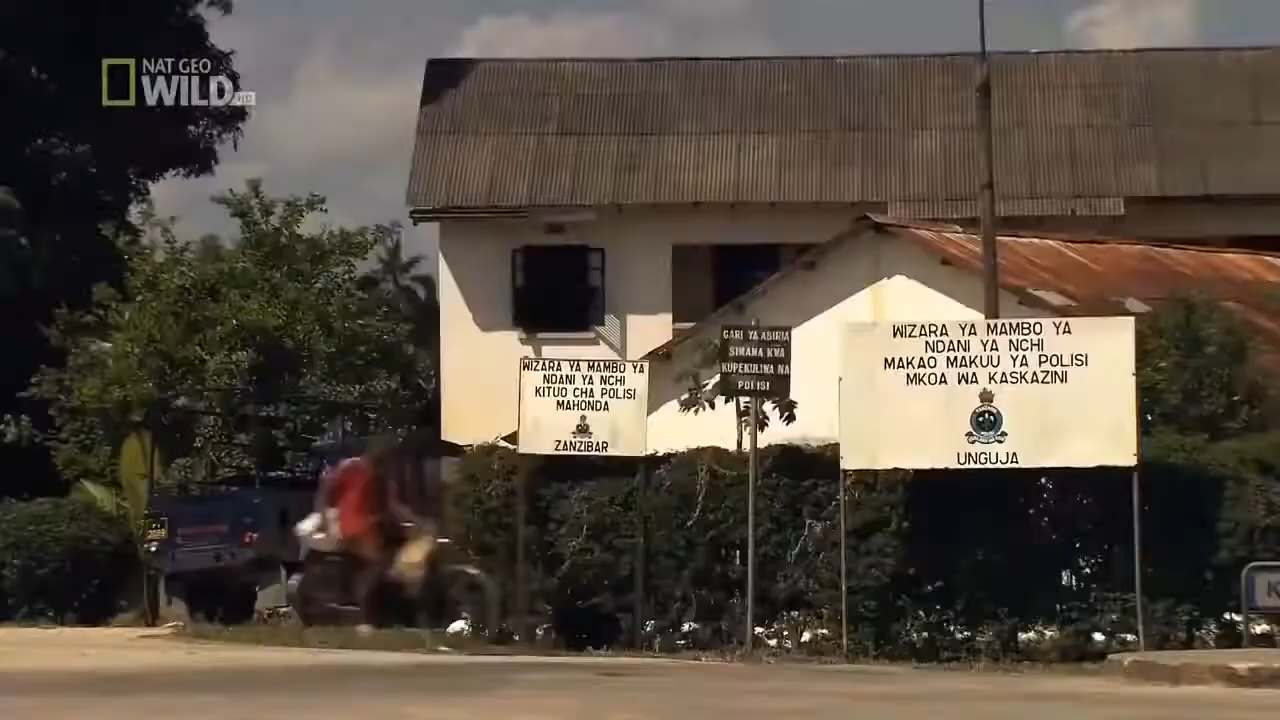 NAT GEO
WILD HD
WIZARA YA MAMBO YA
NDANI YA NCHI
KITUO CHA POLISI
MAHONDA
ZANZIBAR
GARI YA ABIRIA
SIMAMA KWA
KUPEKULIWA NA
POLISI
WIZARA YA MAMBO YA
NDANI YA NCHI
MAKAO MAKUU YA POLISI
MKOA WA KASKAZINI
UNGUJA